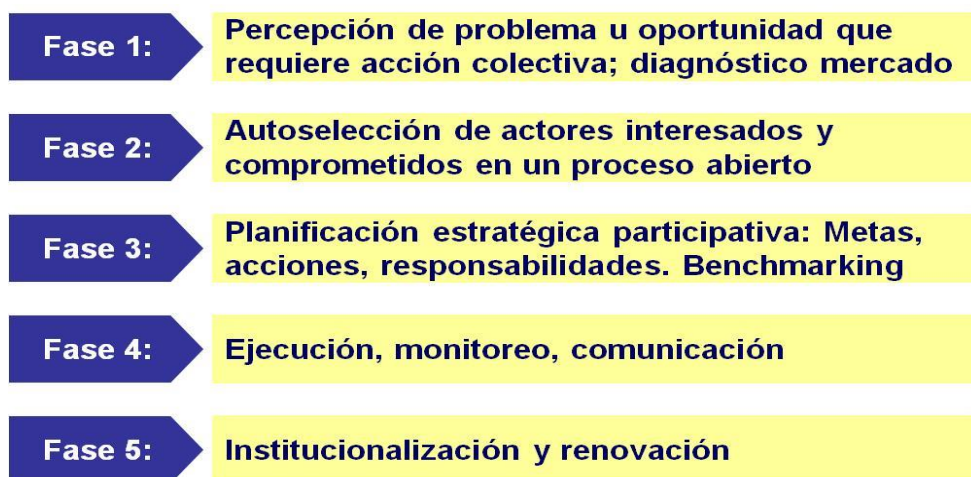 Fase 1:
Percepción de problema u oportunidad que
requiere acción colectiva; diagnóstico mercado
Fase 2:
Autoselección de actores interesados y
comprometidos en un proceso abierto
Fase 3:
Planificación estratégica participativa: Metas,
acciones, responsabilidades. Benchmarking
Fase 4:
Ejecución, monitoreo, comunicación
Fase 5:
Institucionalización y renovación